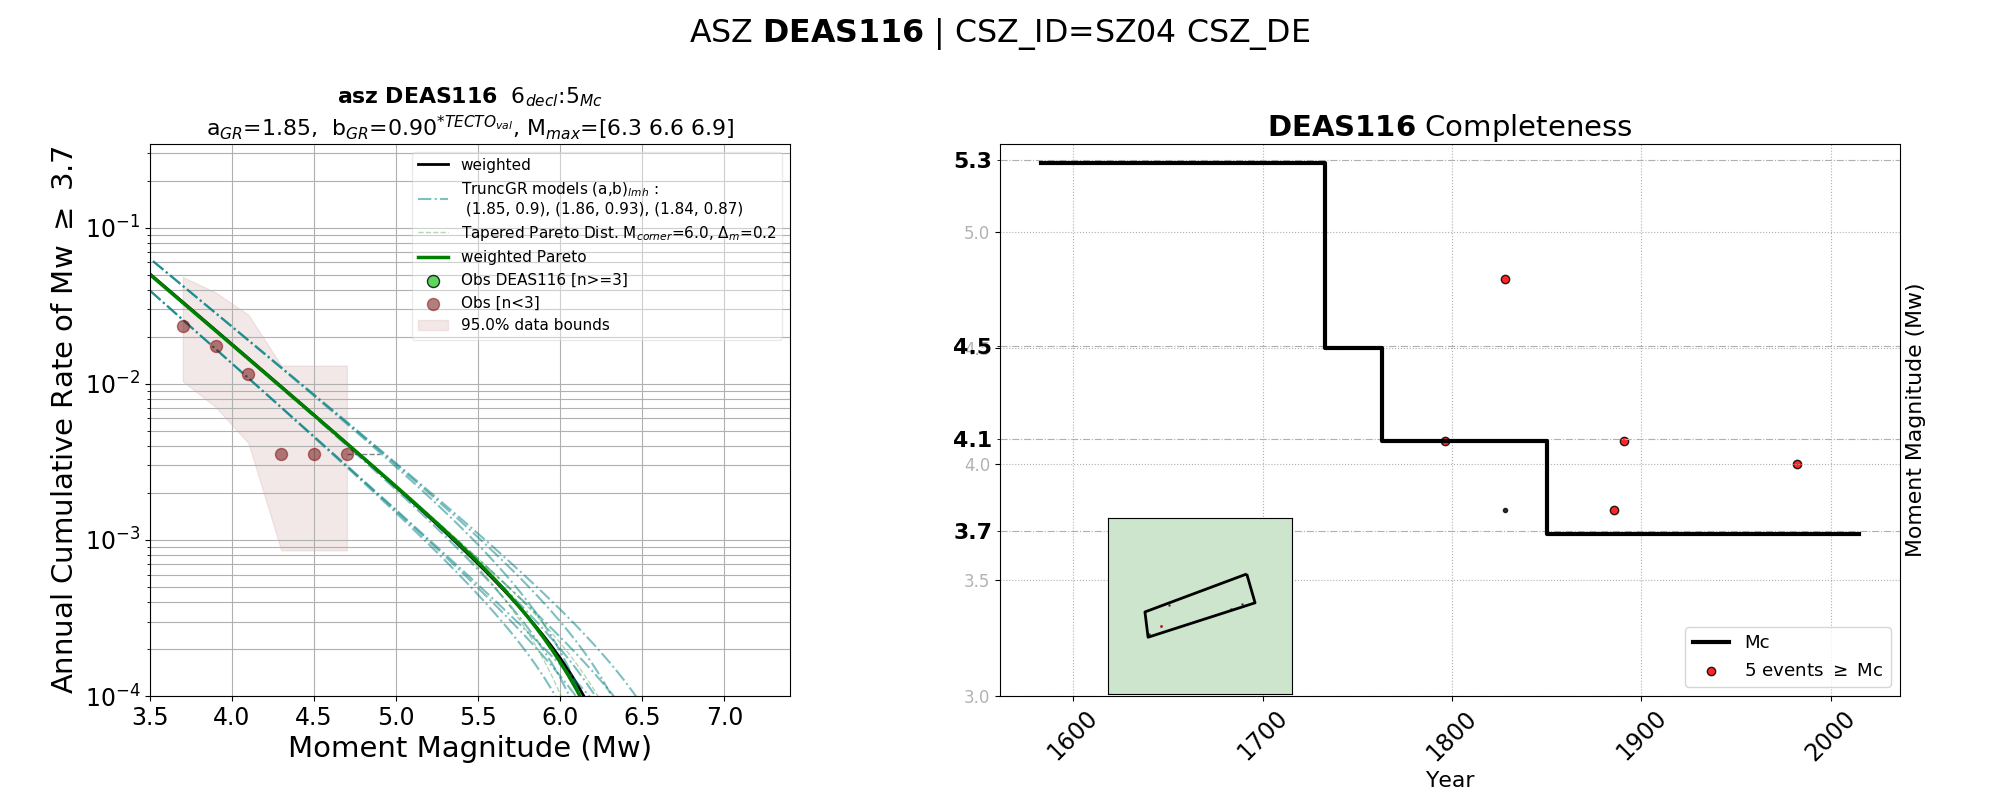 ASZ DEAS116 | CSZ_ID=SZ04 CSZ_DE
asz DEAS116 6decl:5Mc
aGR=1.85, bGR=0.90*TECTOval, Mmax=[6.3 6.6 6.9]
Annual Cumulative Rate of Mw ≥ 3.7
10−1
10−2
10−3
10−4
weighted
TruncGR models (a,b)lmh :
(1.85, 0.9), (1.86, 0.93), (1.84, 0.87)
Tapered Pareto Dist. Mcorner=6.0, Δm=0.2
weighted Pareto
Obs DEAS116 [n>=3]
Obs [n<3]
95.0% data bounds
3.5 4.0 4.5 5.0 5.5 6.0 6.5 7.0
Moment Magnitude (Mw)
DEAS116 Completeness
5.3
5.0
4.5
4.5
4.1
4.0
3.7
3.5
3.0
Moment Magnitude (Mw)
Mc
5 events ≥ Mc
1600 1700 1800 1900 2000
Year